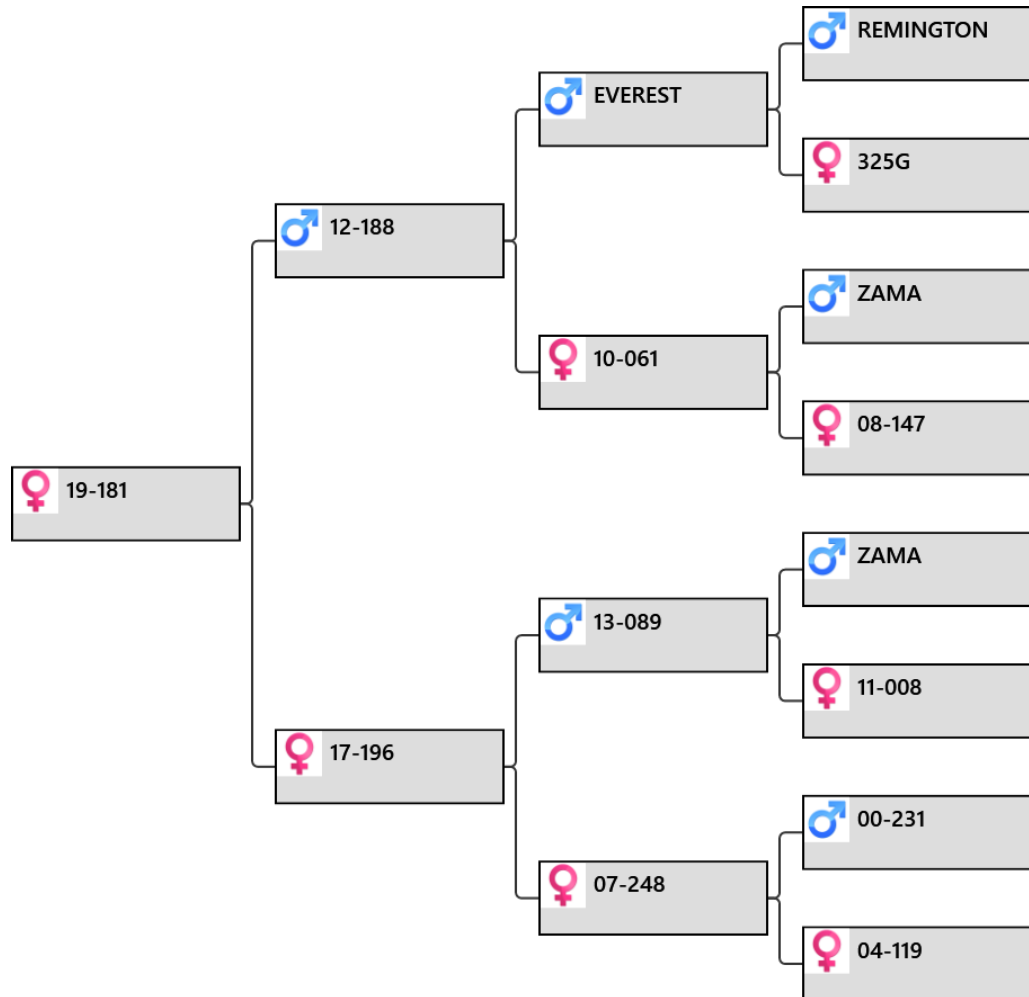 REMINGTON
EVEREST
325G
12-188
ZAMA
10-061
08-147
19-181
ZAMA
13-089
11-008
17-196
00-231
07-248
04-119